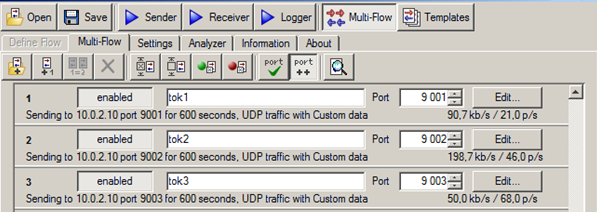 Open Save Sender Receiver Logger Multi-Flow Templates
Define Flow Multi-Flow Settings Analyzer Information About
+1 1=2 port port ++
1 enabled tok1 Port 9 001 Edit...
Sending to 10.0.2.10 port 9001 for 600 seconds, UDP traffic with Custom data 90,7 kb/s / 21,0 p/s
2 enabled tok2 Port 9 002 Edit...
Sending to 10.0.2.10 port 9002 for 600 seconds, UDP traffic with Custom data 198,7 kb/s / 46,0 p/s
3 enabled tok3 Port 9 003 Edit...
Sending to 10.0.2.10 port 9003 for 600 seconds, UDP traffic with Custom data 50,0 kb/s / 68,0 p/s